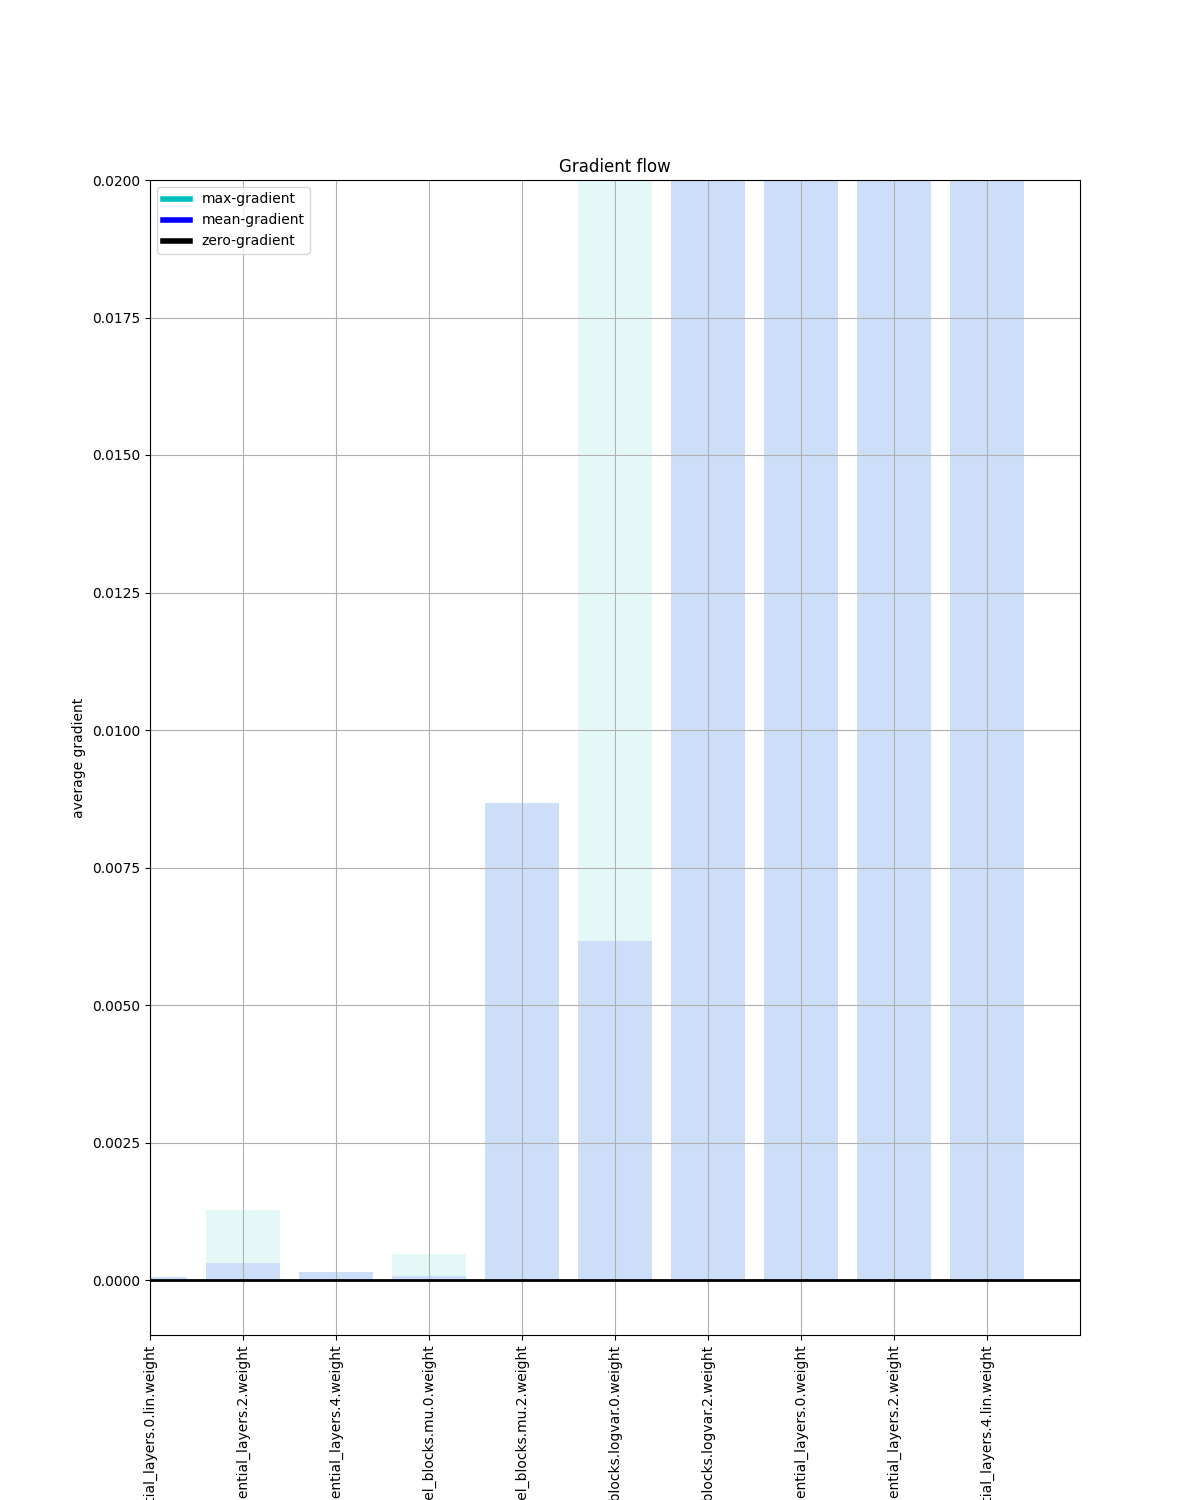 Gradient flow
max-gradient
mean-gradient
zero-gradient
0.0200
0.0175
0.0150
0.0125
0.0100
0.0075
0.0050
0.0025
0.0000
average gradient
tial_layers.0.lin.weight
ential_layers.2.weight
ential_layers.4.weight
el_blocks.mu.0.weight
el_blocks.mu.2.weight
blocks.logvar.0.weight
blocks.logvar.2.weight
ential_layers.0.weight
ential_layers.2.weight
tial_layers.4.lin.weight